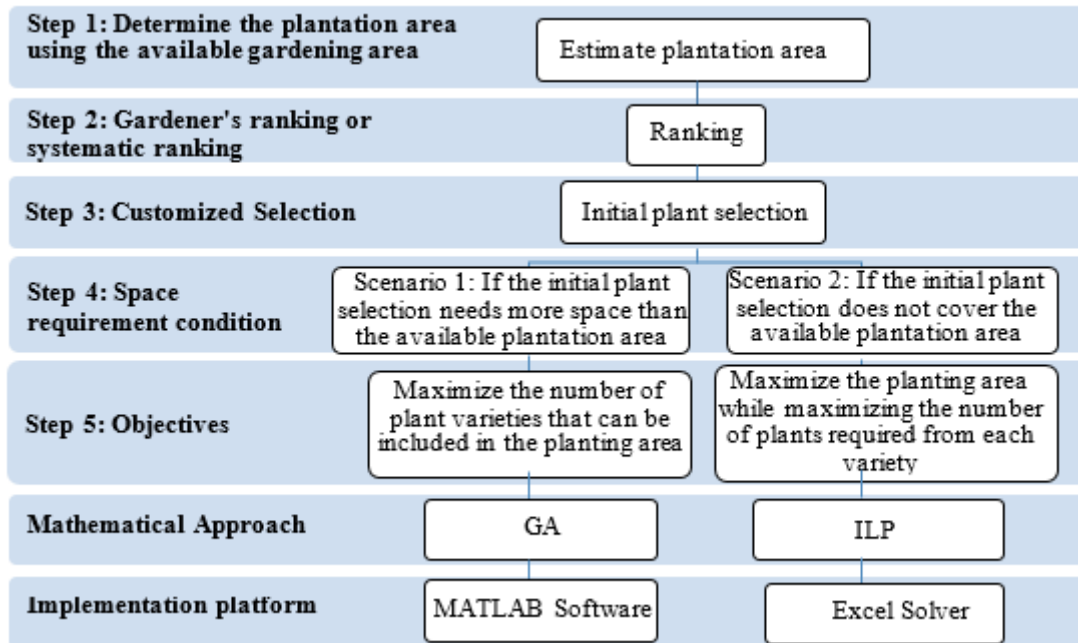 Step 1: Determine the plantation area
using the available gardening area
Estimate plantation area
Step 2: Gardener's ranking or
systematic ranking
Ranking
Step 3: Customized Selection
Initial plant selection
Step 4: Space
requirement condition
Scenario 1: If the initial plant
selection needs more space than
the available plantation area
Scenario 2: If the initial plant
selection does not cover the
available plantation area
Step 5: Objectives
Maximize the number of
plant varieties that can be
included in the planting area
Maximize the planting area
while maximizing the number
of plants required from each
variety
Mathematical Approach
GA
ILP
Implementation platform
MATLAB Software
Excel Solver